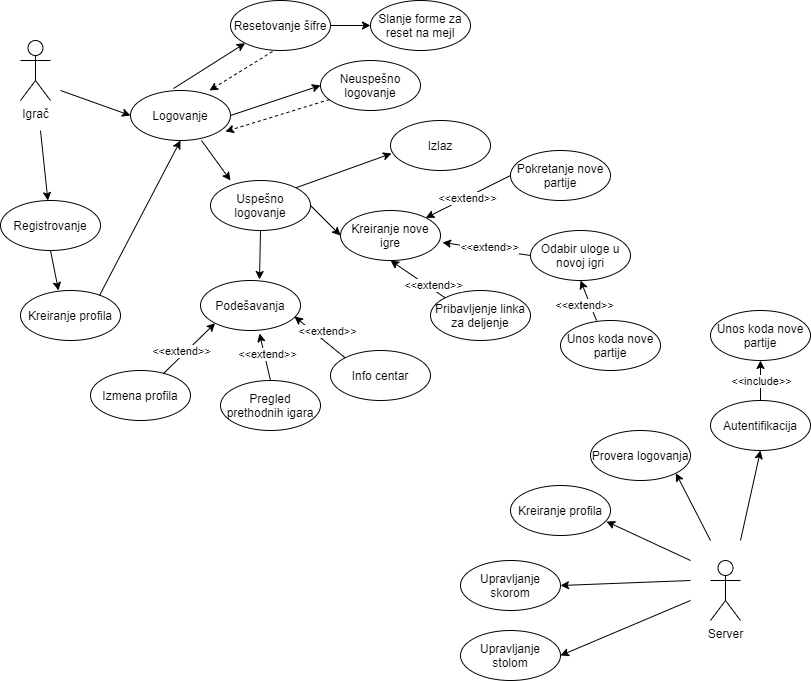 Resetovanje šifre
Slanje forme za
reset na mejl
Igrač
Logovanje
Neuspešno
logovanje
Izlaz
Pokretanje nove
partije
<<extend>>
Uspešno
logovanje
Registrovanje
Kreiranje nove
igre
<<extend>>
Odabir uloge u
novoj igri
<<extend>>
Pribavljenje linka
za deljenje
<<extend>>
Unos koda nove
partije
Kreiranje profila
Podešavanja
<<extend>>
<<extend>>
<<extend>>
Izmena profila
Pregled
prethodnih igara
Info centar
Unos koda nove
partije
<<include>>
Autentifikacija
Provera logovanja
Kreiranje profila
Upravljanje
skorom
Upravljanje
stolom
Server